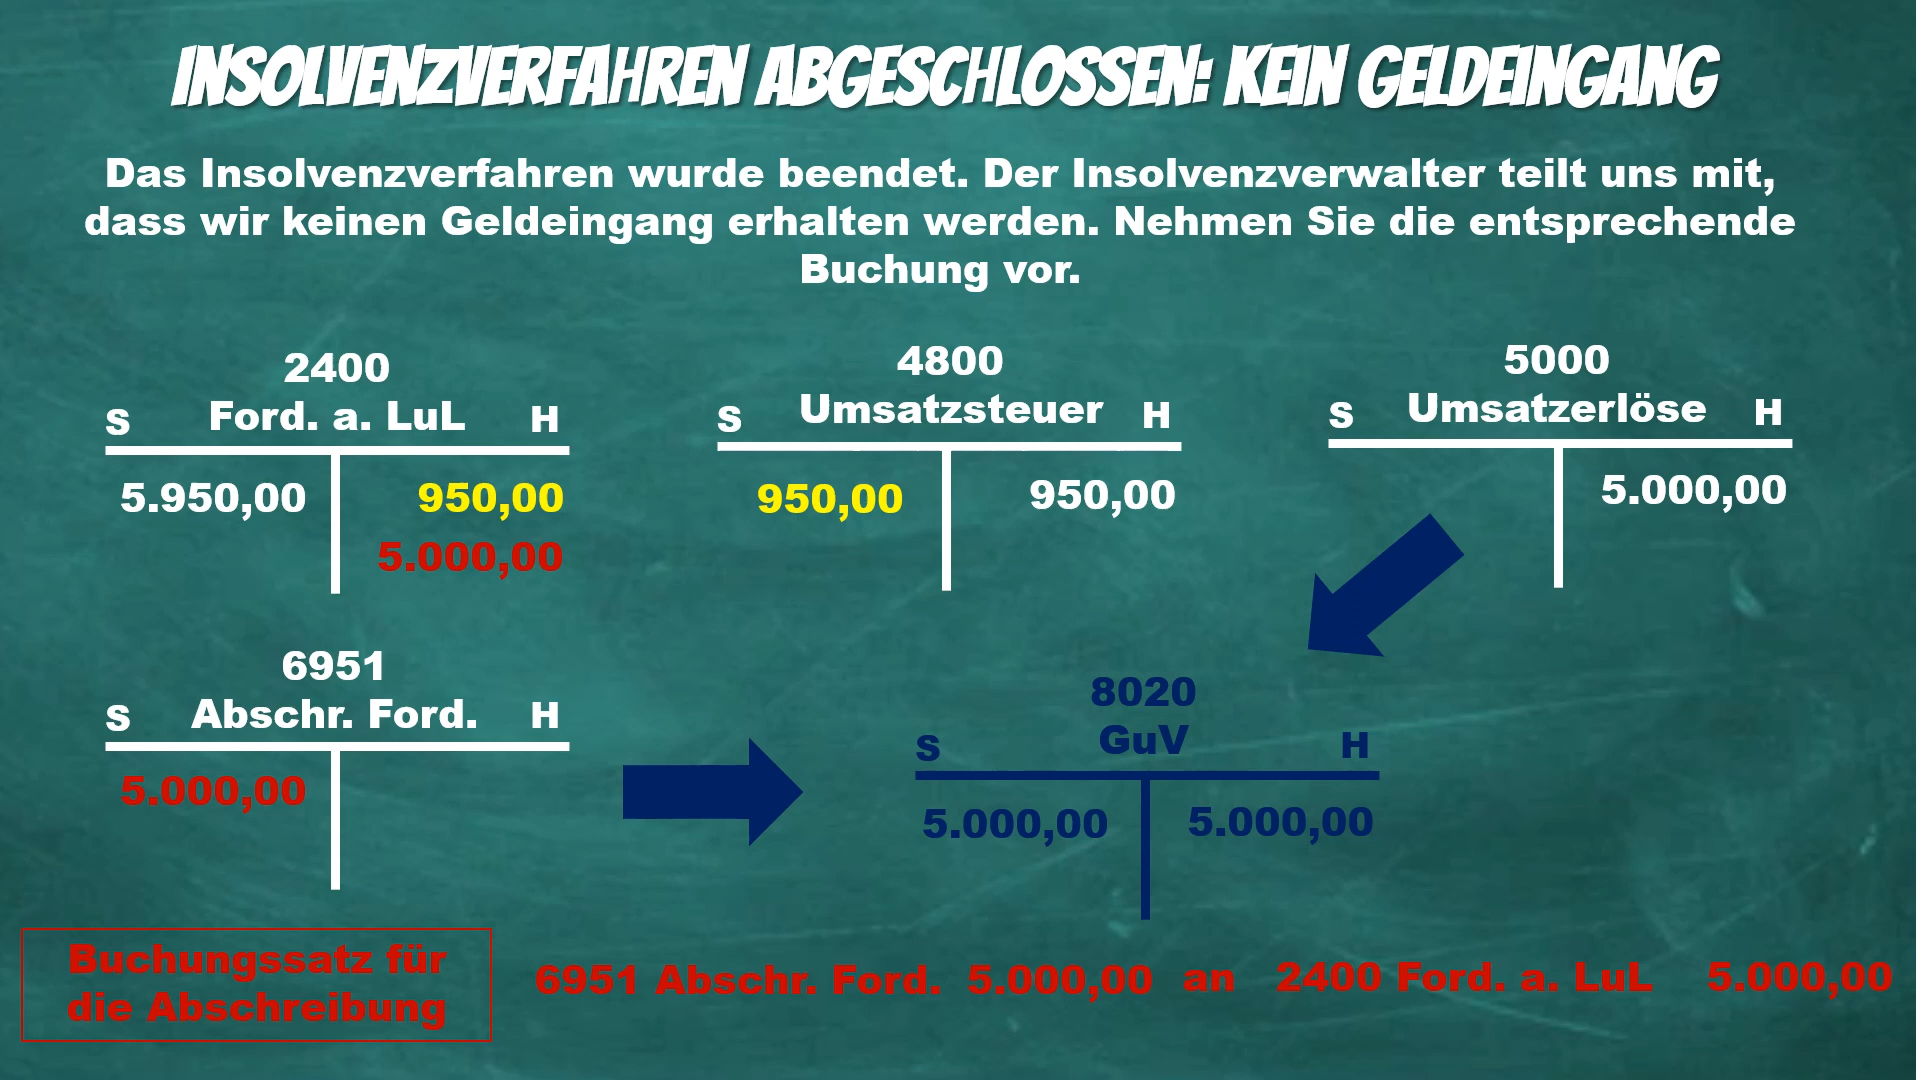 INSOLVENZVERFAHREN ABGESCHLOSSEN: KEIN GELDEINGANG
Das Insolvenzverfahren wurde beendet. Der Insolvenzverwalter teilt uns mit,
dass wir keinen Geldeingang erhalten werden. Nehmen Sie die entsprechende
Buchung vor.
2400
S Ford. a. LuL H
5.950,00 950,00
5.000,00
4800
S Umsatzsteuer H
950,00 950,00
5000
S Umsatzerlöse H
5.000,00
6951
S Abschr. Ford. H
5.000,00
8020
S GuV H
5.000,00 5.000,00
Buchungssatz für
die Abschreibung
6951 Abschr. Ford. 5.000,00 an 2400 Ford. a. LuL 5.000,00